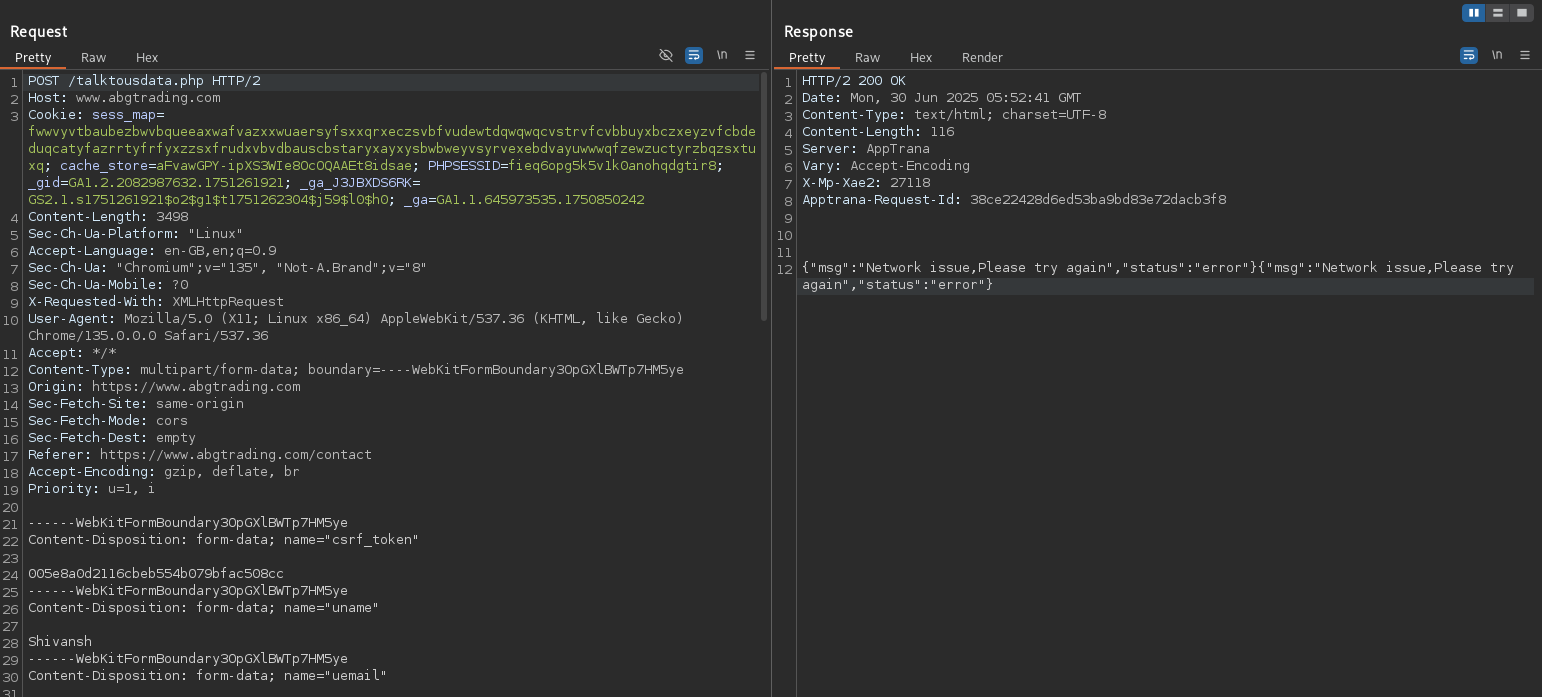 Request
Pretty Raw Hex
\n
1 POST /talktousdata.php HTTP/2
2 Host: www.abgtrading.com
3 Cookie: sess_map=
fwwvyvtbaubezbwvbqueeaxwafvazxxwuaersyfsxxqrxeczsvbfvudewtdqwqwqcvstrvfcvbbuyxbczxeyzvfcbde
duqcatyfazrrtyfrfyxzzsxfrudxvbvdbauscbstaryxayxysbwbweyvsyrvexebdvayuwwwqfzewzuctyrzbqzsxtu
xq; cache_store=aFvawGPY-ipXS3WIe8OcOQAAEt8idsae; PHPSESSID=fieq6opg5k5v1k0anohqdgtir8;
_gid=GA1.2.2082987632.1751261921; _ga_J3JBXDS6RK=
GS2.1.s1751261921$o2$g1$t1751262304$j59$l0$h0; _ga=GA1.1.645973535.1750850242
4 Content-Length: 3498
5 Sec-Ch-Ua-Platform: "Linux"
6 Accept-Language: en-GB,en;q=0.9
7 Sec-Ch-Ua: "Chromium";v="135", "Not-A.Brand";v="8"
8 Sec-Ch-Ua-Mobile: ?0
9 X-Requested-With: XMLHttpRequest
10 User-Agent: Mozilla/5.0 (X11; Linux x86_64) AppleWebKit/537.36 (KHTML, like Gecko)
Chrome/135.0.0.0 Safari/537.36
11 Accept: */*
12 Content-Type: multipart/form-data; boundary=----WebKitFormBoundary3OpGXlBWTp7HM5ye
13 Origin: https://www.abgtrading.com
14 Sec-Fetch-Site: same-origin
15 Sec-Fetch-Mode: cors
16 Sec-Fetch-Dest: empty
17 Referer: https://www.abgtrading.com/contact
18 Accept-Encoding: gzip, deflate, br
19 Priority: u=1, i
20
21 ------WebKitFormBoundary3OpGXlBWTp7HM5ye
22 Content-Disposition: form-data; name="csrf_token"
23
24 005e8a0d2116cbeb554b079bfac508cc
25 ------WebKitFormBoundary3OpGXlBWTp7HM5ye
26 Content-Disposition: form-data; name="uname"
27
28 Shivansh
29 ------WebKitFormBoundary3OpGXlBWTp7HM5ye
30 Content-Disposition: form-data; name="uemail"
31
Response
Pretty Raw Hex Render
\n
1 HTTP/2 200 OK
2 Date: Mon, 30 Jun 2025 05:52:41 GMT
3 Content-Type: text/html; charset=UTF-8
4 Content-Length: 116
5 Server: AppTrana
6 Vary: Accept-Encoding
7 X-Mp-Xae2: 27118
8 Apptrana-Request-Id: 38ce22428d6ed53ba9bd83e72dacb3f8
9
10
11
12 {"msg":"Network issue,Please try again","status":"error"}{"msg":"Network issue,Please try
again","status":"error"}